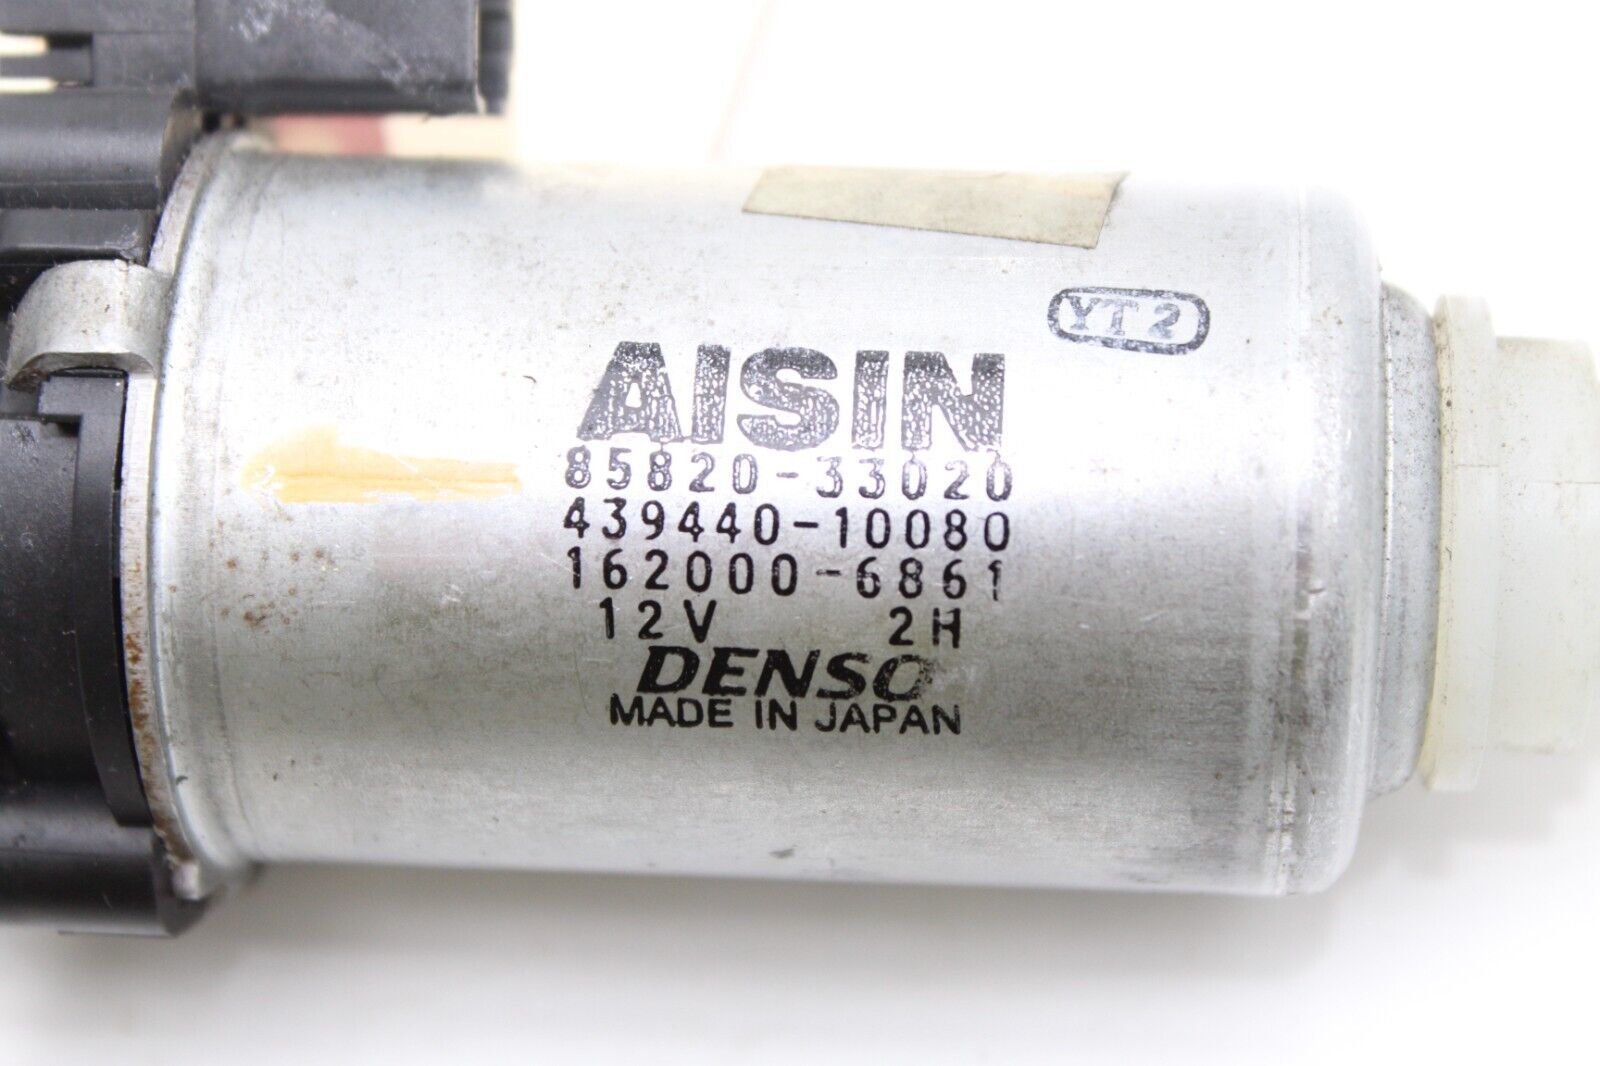 YT2
AISIN
85820-33020
439440-10080
162000-6861
12V 2H
DENSO
MADE IN JAPAN